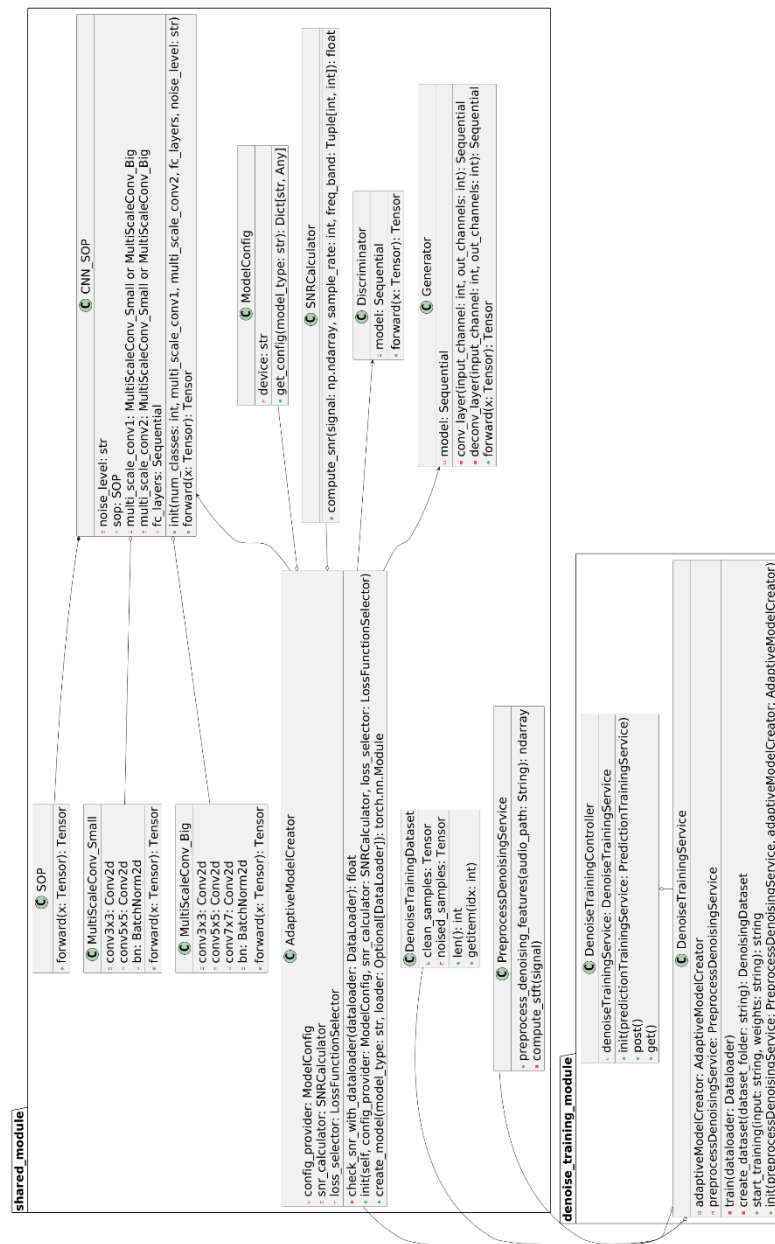 shared_module
SOP
forward(x: Tensor): Tensor
MultiScaleConv_Small
conv3x3: Conv2d
conv5x5: Conv2d
bn: BatchNorm2d
forward(x: Tensor): Tensor
MultiScaleConv_Big
conv3x3: Conv2d
conv5x5: Conv2d
conv7x7: Conv2d
bn: BatchNorm2d
forward(x: Tensor): Tensor
CNN_SOP
noise_level: str
sop: SOP
multi_scale_conv1: MultiScaleConv_Small or MultiScaleConv_Big
multi_scale_conv2: MultiScaleConv_Small or MultiScaleConv_Big
fc_layers: Sequential
init(num_classes: int, multi_scale_conv1, multi_scale_conv2, fc_layers, noise_level: str)
forward(x: Tensor): Tensor
AdaptiveModelCreator
config_provider: ModelConfig
snr_calculator: SNRCalculator
loss_selector: LossFunctionSelector
check_snr_with_dataloader(dataloader: DataLoader): float
init(self, config_provider: ModelConfig, snr_calculator: SNRCalculator, loss_selector: LossFunctionSelector)
create_model(model_type: str, loader: Optional[DataLoader]): torch.nn.Module
ModelConfig
device: str
get_config(model_type: str): Dict[str, Any]
SNRCalculator
compute_snr(signal: np.ndarray, sample_rate: int, freq_band: Tuple[int, int]): float
Discriminator
model: Sequential
forward(x: Tensor): Tensor
Generator
model: Sequential
conv_layer(input_channel: int, out_channels: int): Sequential
deconv_layer(input_channel: int, out_channels: int): Sequential
forward(x: Tensor): Tensor
DenoiseTrainingDataset
clean_samples: Tensor
noised_samples: Tensor
len(): int
getitem(idx: int)
PreprocessDenoisingService
preprocess_denoising_features(audio_path: String): ndarray
compute_stft(signal)
denoise_training_module
DenoiseTrainingController
denoiseTrainingService: DenoiseTrainingService
init(predictionTrainingService: PredictionTrainingService)
post()
get()
DenoiseTrainingService
adaptiveModelCreator: AdaptiveModelCreator
preprocessDenoisingService: PreprocessDenoisingService
train(dataloader: Dataloader)
create_dataset(dataset_folder: string): DenoisingDataset
start_training(input: string, weights: string): string
init(preprocessDenoisingService: PreprocessDenoisingService, adaptiveModelCreator: AdaptiveModelCreator)